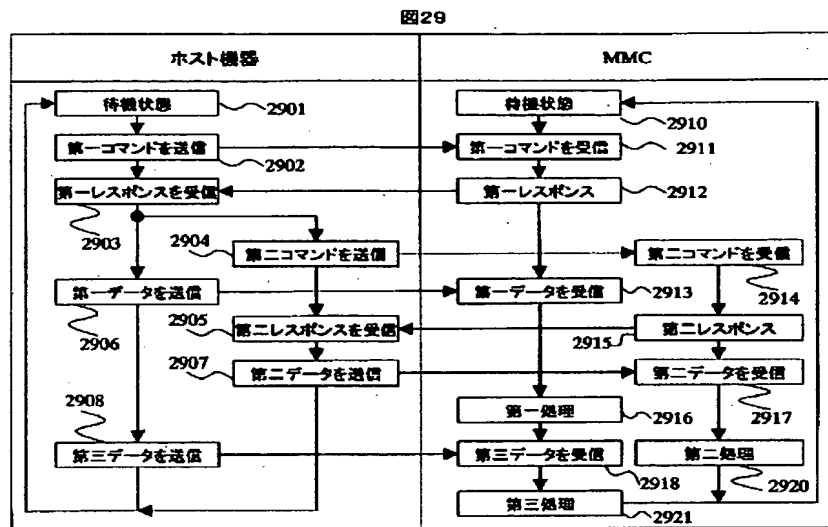 図29
ホスト機器 MMC
待機状態 2901 待機状態 2910
第一コマンドを送信 2902 第一コマンドを受信 2911
第一レスポンスを受信 2903 第一レスポンス 2912
2904 第二コマンドを送信 第二コマンドを受信 2914
第一データを送信 2906 第一データを受信 2913
2905 第二レスポンスを受信 2915 第二レスポンス
2907 第二データを送信 第二データを受信 2917
第一処理 2916
2908 第三データを送信 第三データを受信 2918 第二処理 2920
第三処理 2921